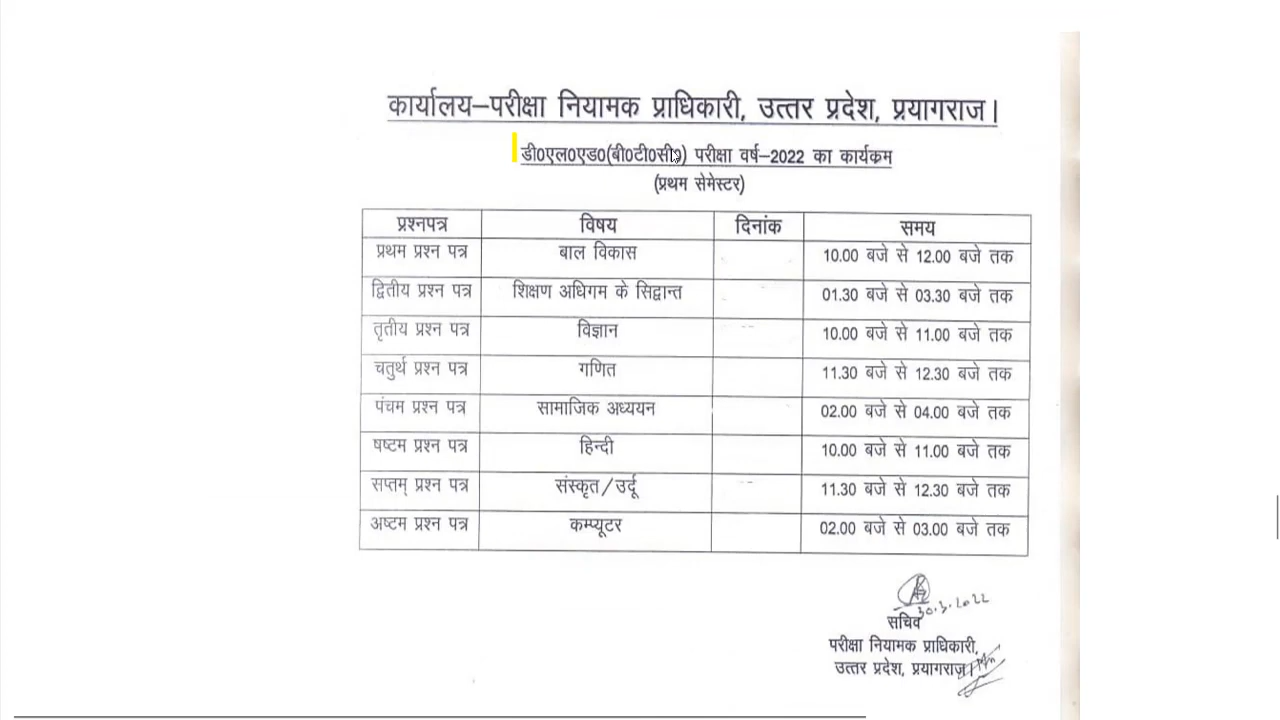 कार्यालय–परीक्षा नियामक प्राधिकारी, उत्तर प्रदेश, प्रयागराज।
डी0एल0एड0(बी0टी0सी0) परीक्षा वर्ष–2022 का कार्यक्रम
(प्रथम सेमेस्टर)
प्रश्नपत्र विषय दिनांक समय
प्रथम प्रश्न पत्र बाल विकास 10.00 बजे से 12.00 बजे तक
द्वितीय प्रश्न पत्र शिक्षण अधिगम के सिद्वान्त 01.30 बजे से 03.30 बजे तक
तृतीय प्रश्न पत्र विज्ञान 10.00 बजे से 11.00 बजे तक
चतुर्थ प्रश्न पत्र गणित 11.30 बजे से 12.30 बजे तक
पंचम प्रश्न पत्र सामाजिक अध्ययन 02.00 बजे से 04.00 बजे तक
षष्टम प्रश्न पत्र हिन्दी 10.00 बजे से 11.00 बजे तक
सप्तम् प्रश्न पत्र संस्कृत/उर्दू 11.30 बजे से 12.30 बजे तक
अष्टम प्रश्न पत्र कम्प्यूटर 02.00 बजे से 03.00 बजे तक
30.3.2022
सचिव
परीक्षा नियामक प्राधिकारी,
उत्तर प्रदेश, प्रयागराज।